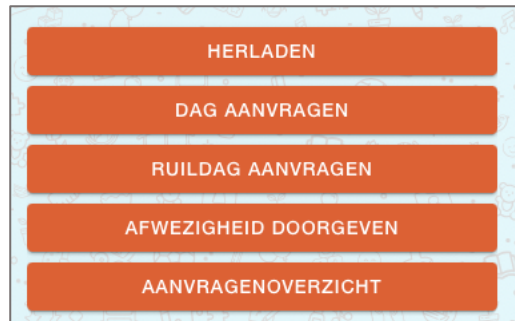 HERLADEN
DAG AANVRAGEN
RUILDAG AANVRAGEN
AFWEZIGHEID DOORGEVEN
AANVRAGENOVERZICHT